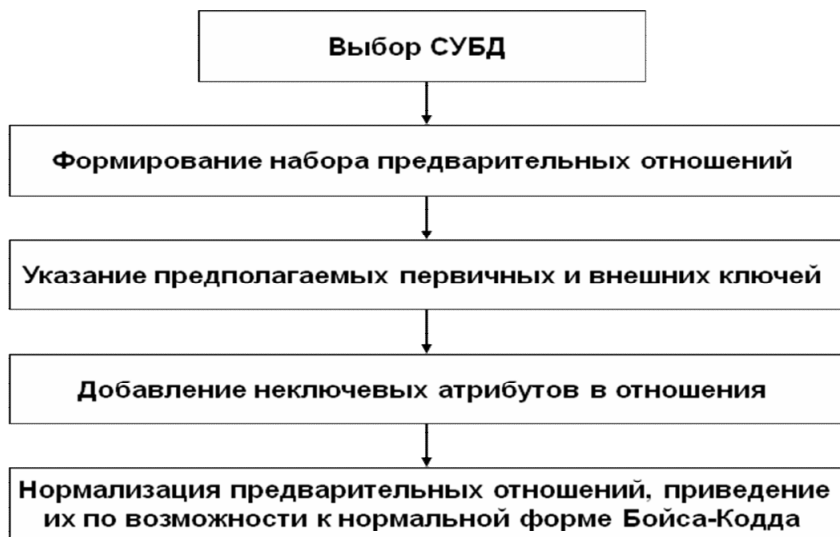 Выбор СУБД
Формирование набора предварительных отношений
Указание предполагаемых первичных и внешних ключей
Добавление неключевых атрибутов в отношения
Нормализация предварительных отношений, приведение
их по возможности к нормальной форме Бойса-Кодда